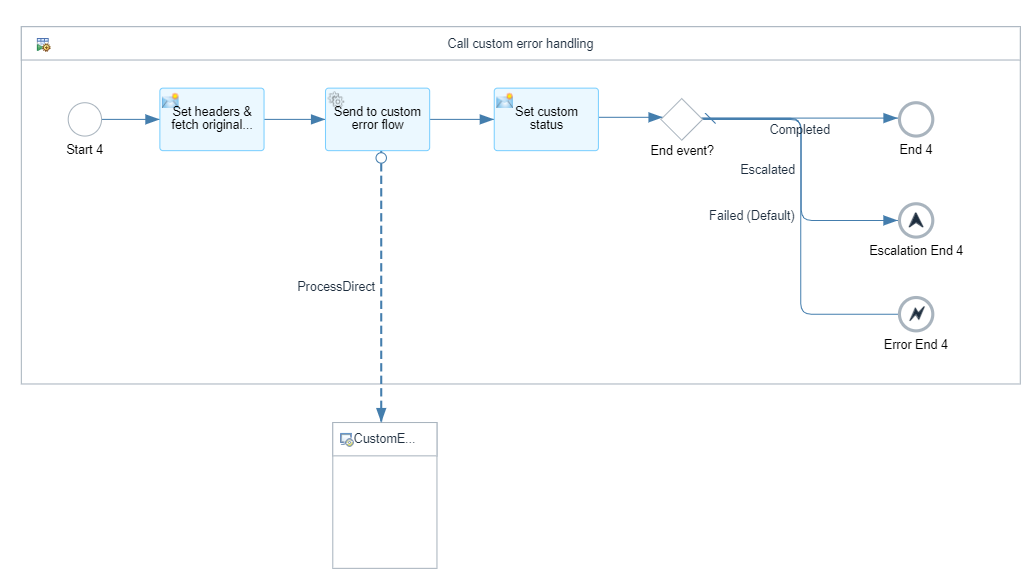 Call custom error handling
Set headers &
fetch original...
Send to custom
error flow
Set custom
status
Start 4
End event?
Completed
End 4
Escalated
Failed (Default)
Escalation End 4
ProcessDirect
Error End 4
CustomE...